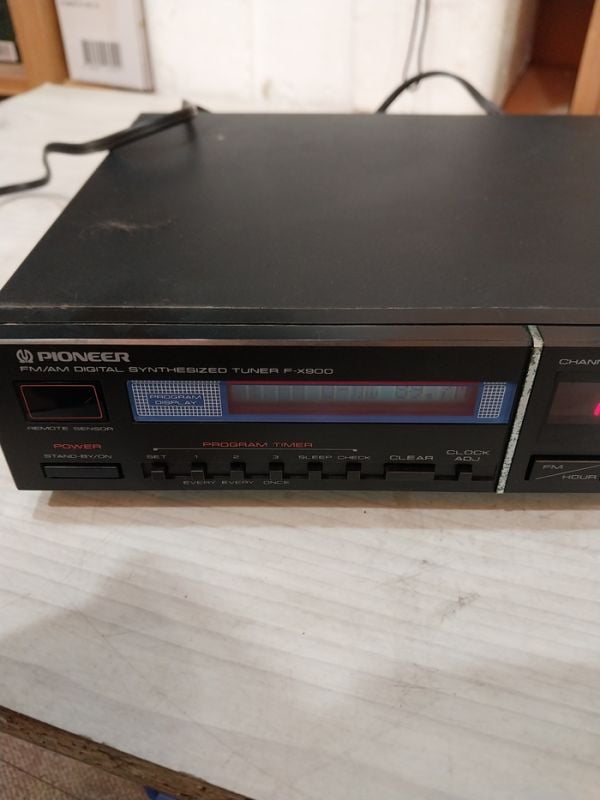 PIONEER
FM/AM DIGITAL SYNTHESIZED TUNER F-X900
CHANN
PROGRAM
DISPLAY
REMOTE SENSOR
POWER
STAND-BY/ON
PROGRAM TIMER
SET 1 2 3 SLEEP CHECK
EVERY EVERY ONCE
CLEAR
CLOCK
ADJ
FM
HOUR